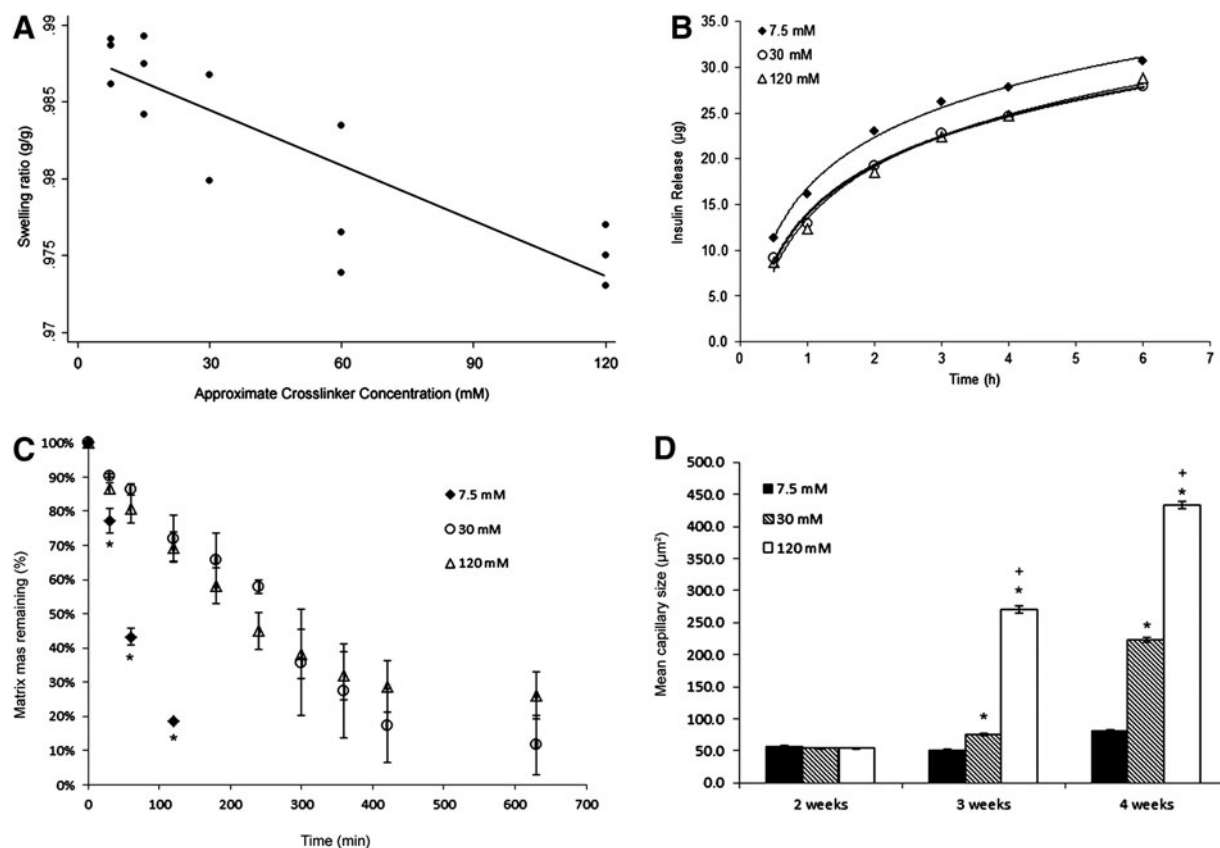 A
.99
.985
.98
.975
.97
Swelling ratio (g/g)
0
30
60
90
120
Approximate Crosslinker Concentration (mM)
B
7.5 mM
30 mM
120 mM
35.0
30.0
25.0
20.0
15.0
10.0
5.0
0.0
Insulin Release (µg)
0
1
2
3
4
5
6
7
Time (h)
C
100%
90%
80%
70%
60%
50%
40%
30%
20%
10%
0%
Matrix mas remaining (%)
7.5 mM
30 mM
120 mM
*
*
*
0
100
200
300
400
500
600
700
Time (min)
D
7.5 mM
30 mM
120 mM
500.0
450.0
400.0
350.0
300.0
250.0
200.0
150.0
100.0
50.0
0.0
Mean capillary size (µm²)
*
+
*
*
+
*
2 weeks
3 weeks
4 weeks